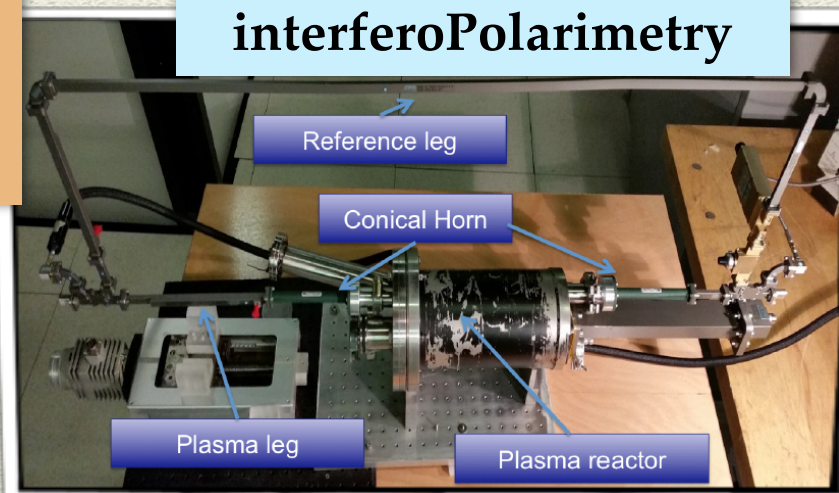 interferoPolarimetry
Reference leg
Conical Horn
Plasma leg
Plasma reactor